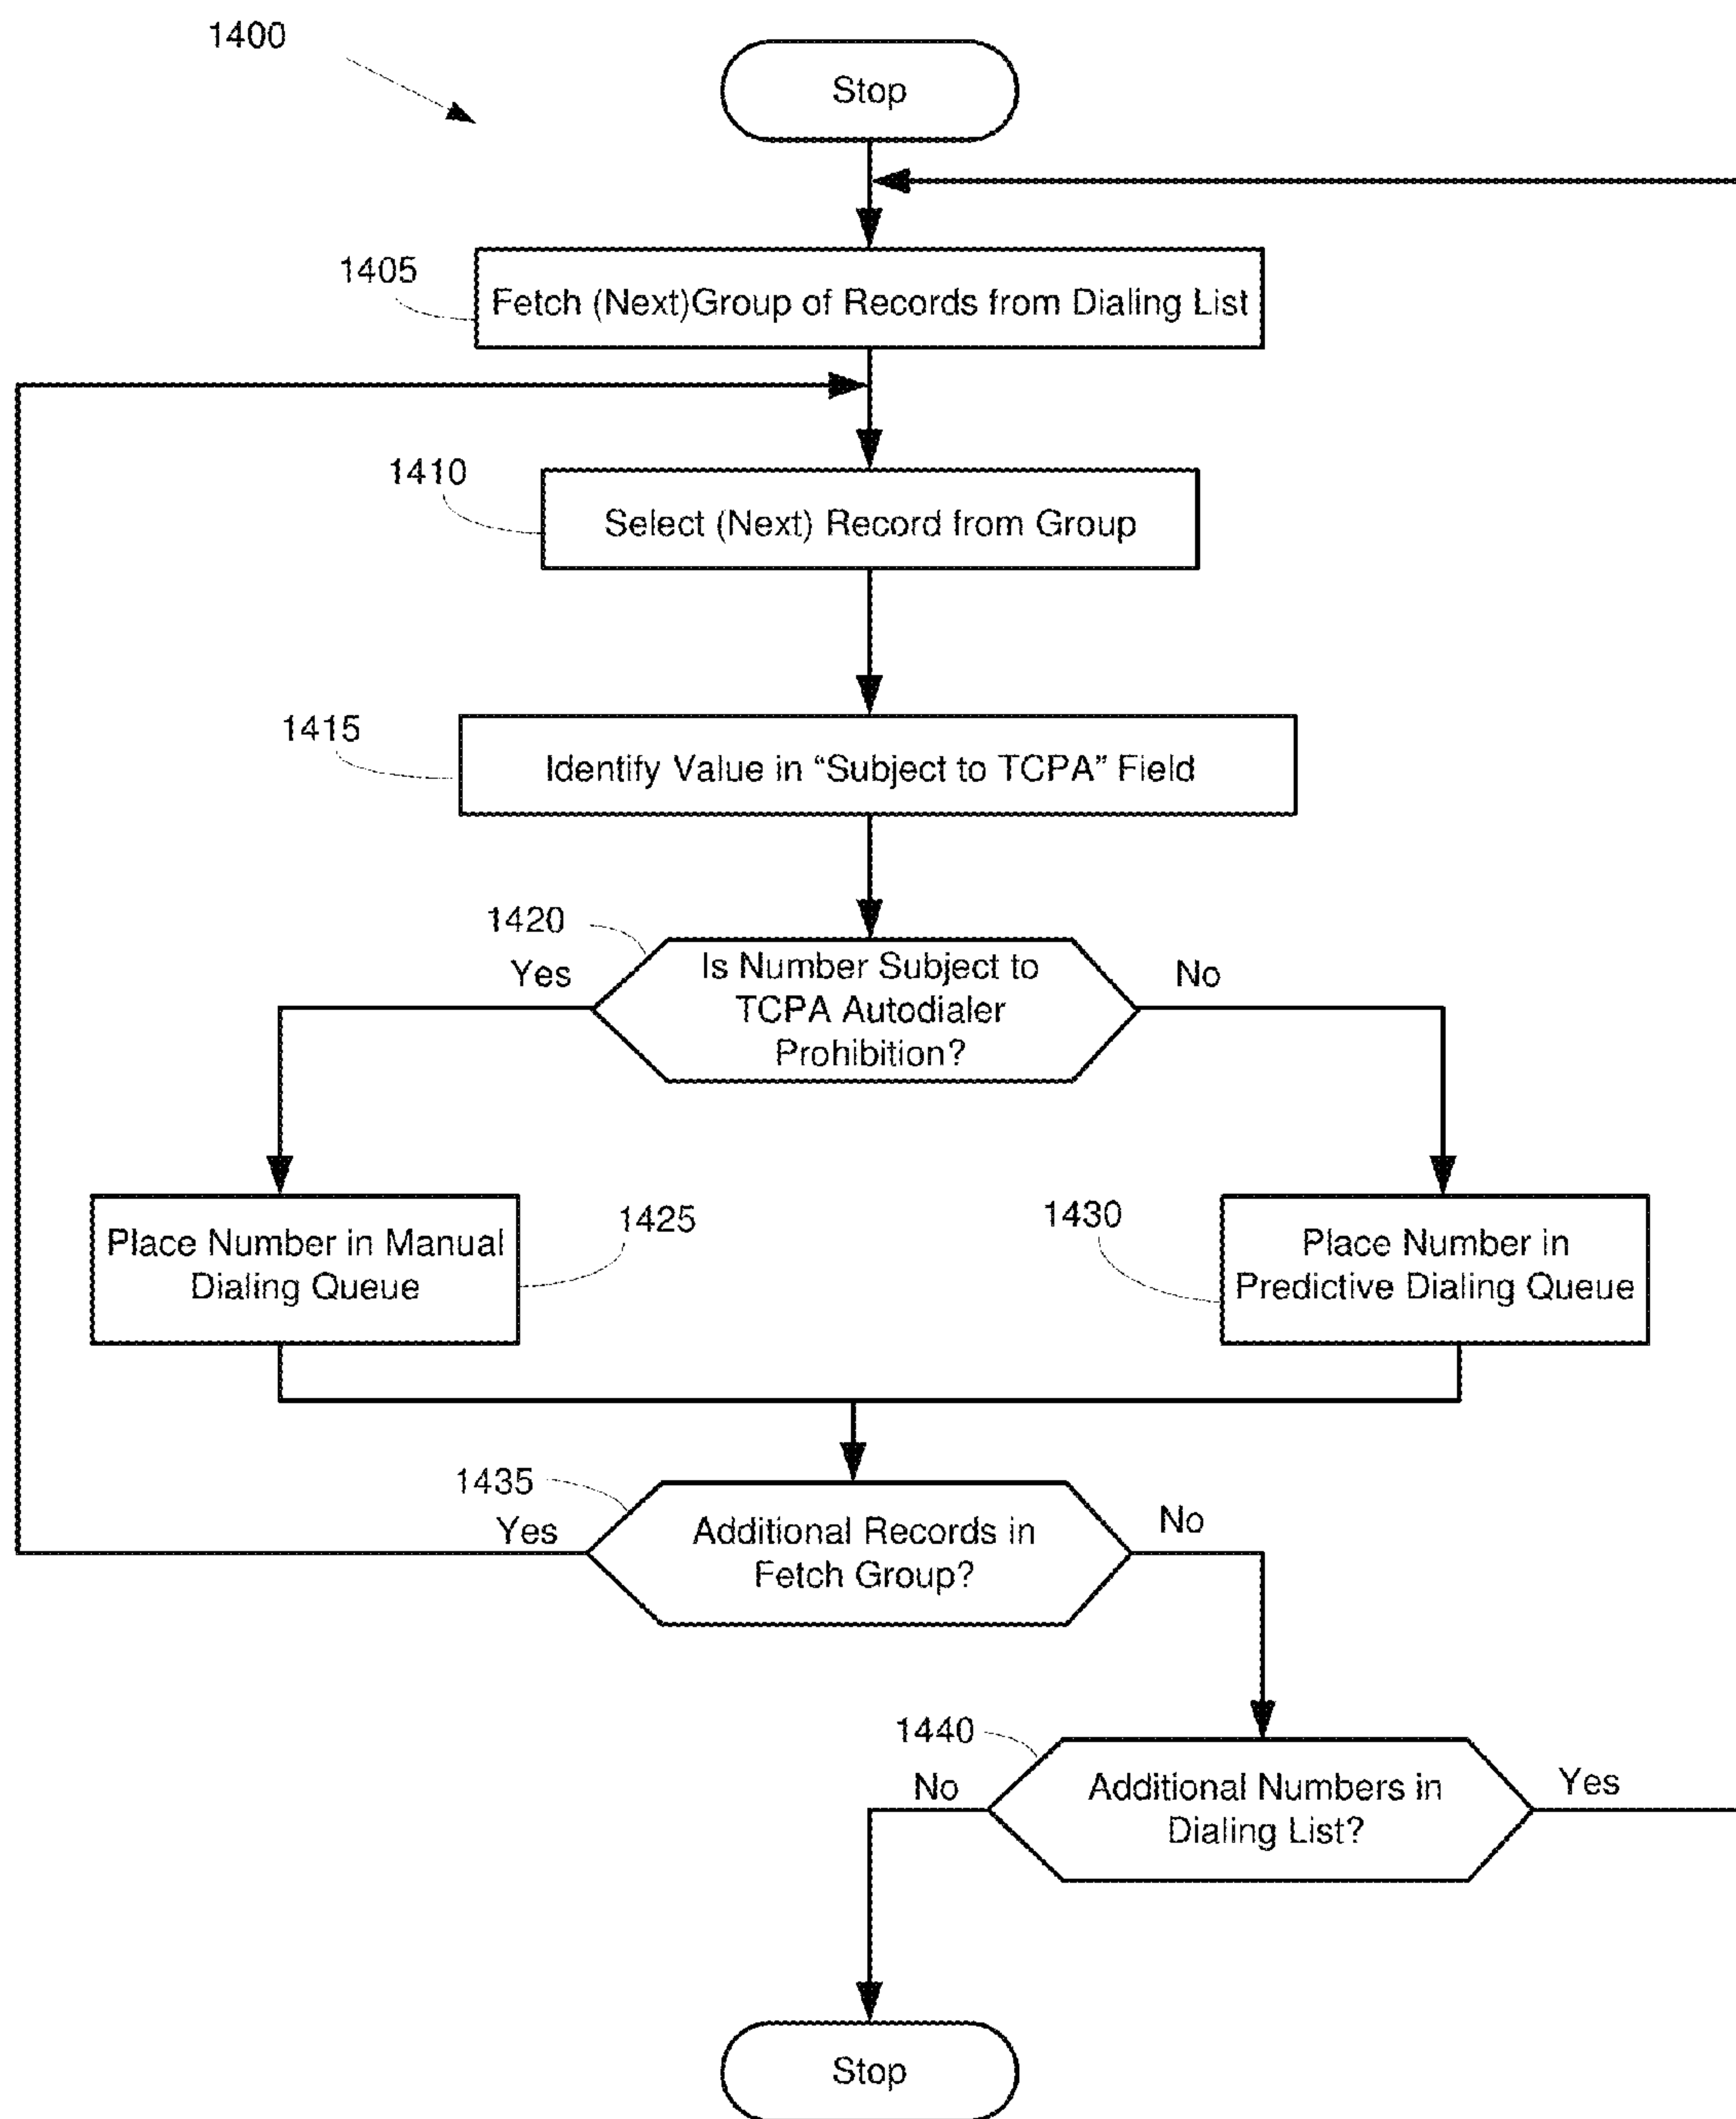 1400
Stop
1405
Fetch (Next)Group of Records from Dialing List
1410
Select (Next) Record from Group
1415
Identify Value in “Subject to TCPA” Field
1420
Yes
Is Number Subject to
TCPA Autodialer
Prohibition?
No
Place Number in Manual
Dialing Queue
1425
1430
Place Number in
Predictive Dialing Queue
1435
Yes
Additional Records in
Fetch Group?
No
1440
No
Additional Numbers in
Dialing List?
Yes
Stop